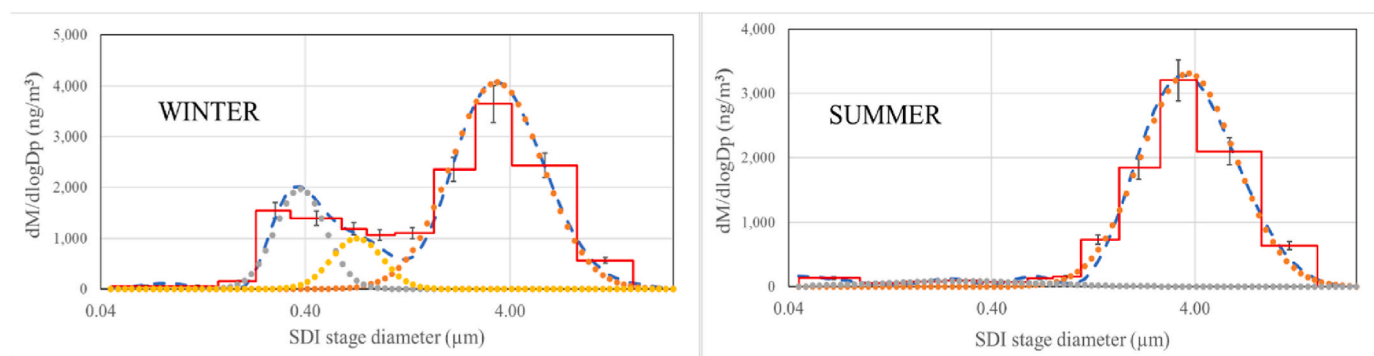 5,000
4,000
3,000
2,000
1,000
0
dM/dlogDp (ng/m³)
WINTER
0.04
0.40
4.00
SDI stage diameter (µm)
4,000
3,000
2,000
1,000
0
dM/dlogDp (ng/m³)
SUMMER
0.04
0.40
4.00
SDI stage diameter (µm)